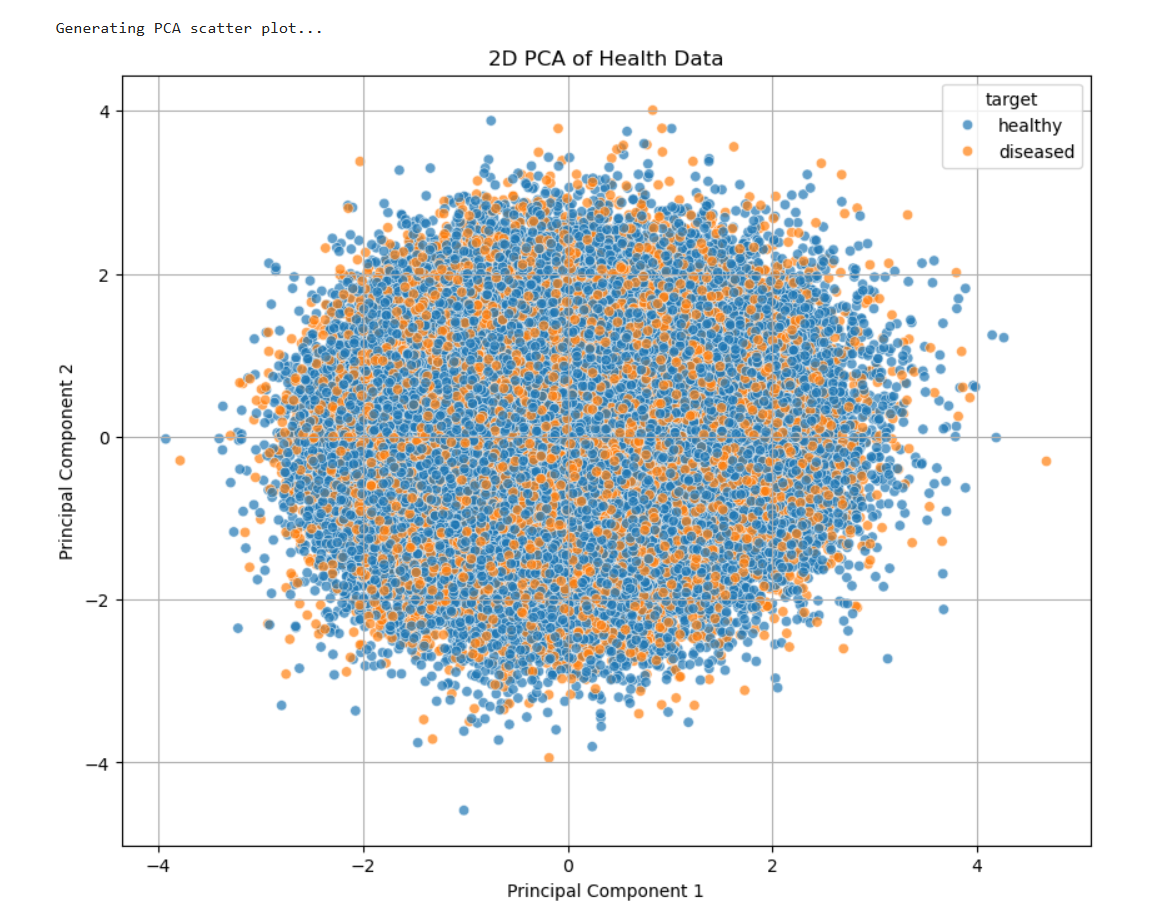 Generating PCA scatter plot...
2D PCA of Health Data
target
healthy
diseased
4
2
0
−2
−4
Principal Component 2
−4 −2 0 2 4
Principal Component 1